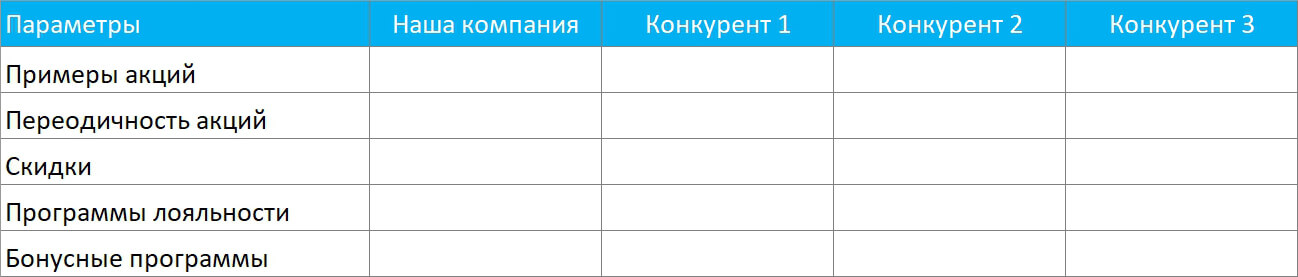 Параметры Наша компания Конкурент 1 Конкурент 2 Конкурент 3
Примеры акций
Переодичность акций
Скидки
Программы лояльности
Бонусные программы